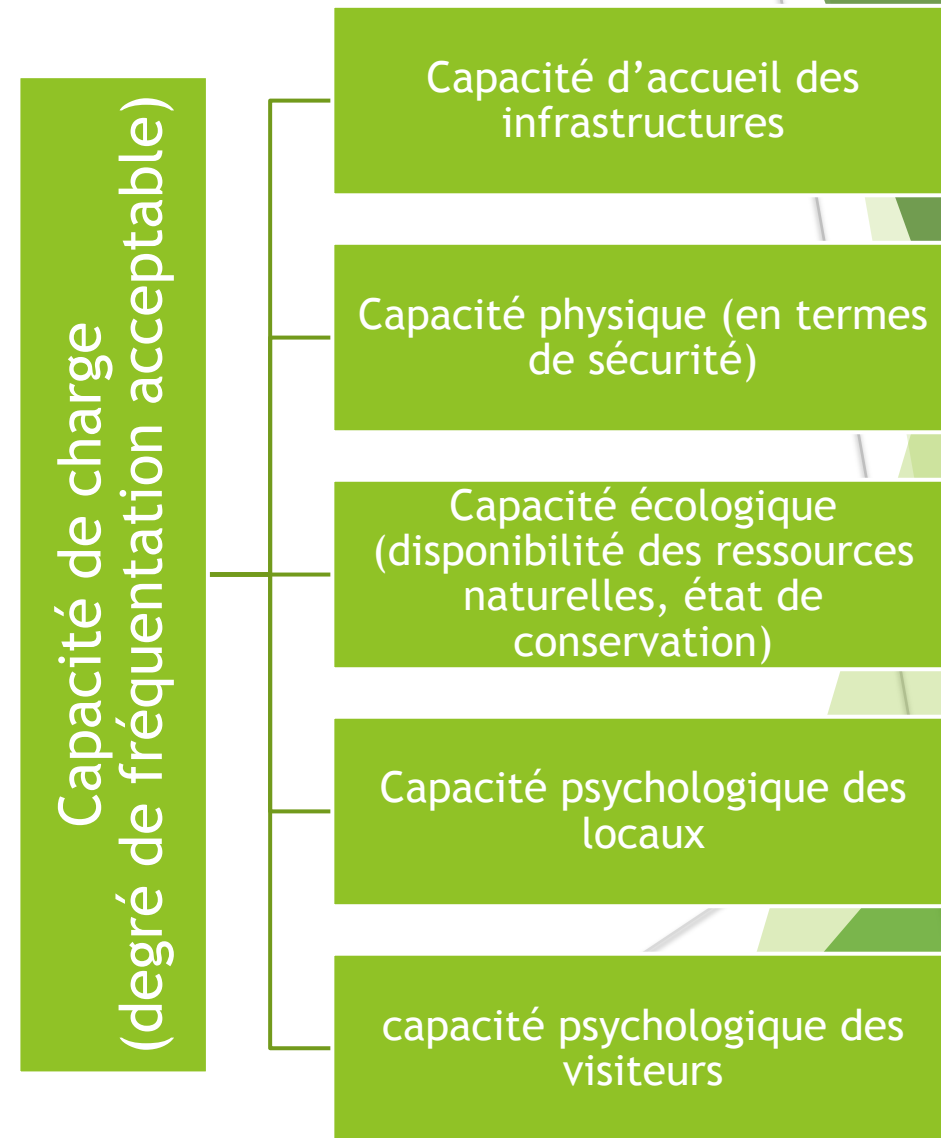 Capacité de charge
(degré de fréquentation acceptable)
Capacité d’accueil des
infrastructures
Capacité physique (en termes
de sécurité)
Capacité écologique
(disponibilité des ressources
naturelles, état de
conservation)
Capacité psychologique des
locaux
capacité psychologique des
visiteurs